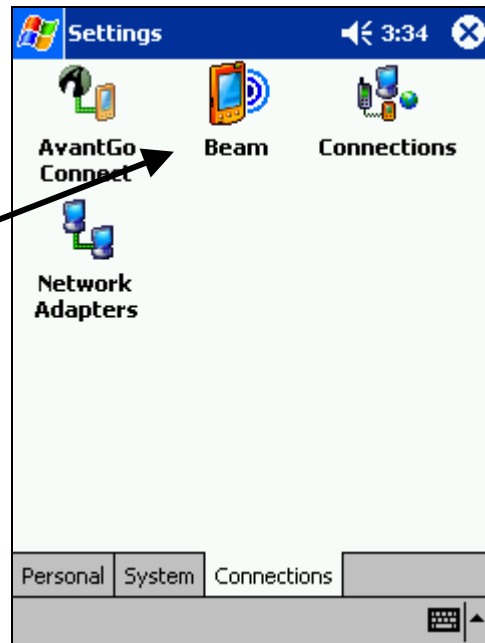 Settings 3:34
AvantGo
Connect
Beam
Connections
Network
Adapters
Personal System Connections